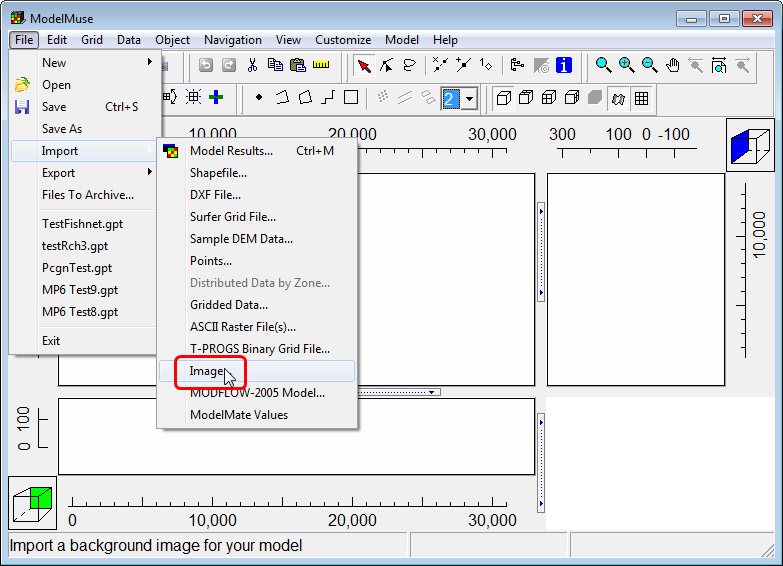 ModelMuse
File Edit Grid Data Object Navigation View Customize Model Help
New
Open
Save Ctrl+S
Save As
Import
Export
Files To Archive...
TestFishnet.gpt
testRch3.gpt
PcgnTest.gpt
MP6 Test9.gpt
MP6 Test8.gpt
Exit
2
10,000 20,000 30,000
300 100 0 -100
Model Results... Ctrl+M
Shapefile...
DXF File...
Surfer Grid File...
Sample DEM Data...
Points...
Distributed Data by Zone...
Gridded Data...
ASCII Raster File(s)...
T-PROGS Binary Grid File...
Image...
MODFLOW-2005 Model...
ModelMate Values
10,000
0 100
0 10,000 20,000 30,000
Import a background image for your model